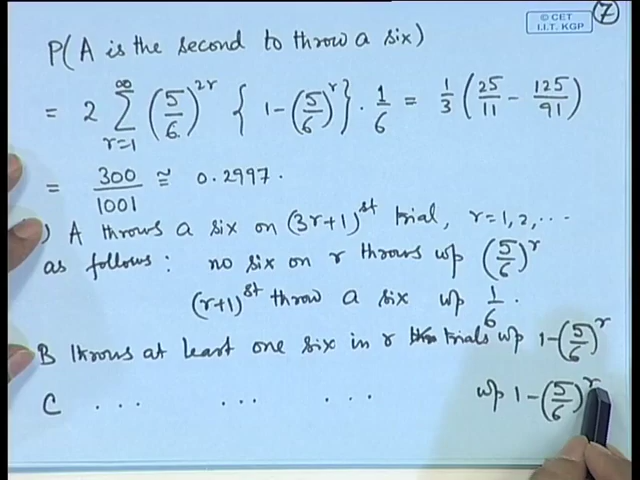 © CET
I.I.T. KGP
7
P(A is the second to throw a six)
= 2 ∑_{r=1}^{∞} (5/6)^{2r} { 1-(5/6)^r } · 1/6 = 1/3 (25/11 - 125/91)
= 300/1001 ≅ 0.2997.
) A throws a six on (3r+1)^{st} trial, r=1, 2, ...
as follows: no six on r throws wp (5/6)^r
(r+1)^{st} throw a six wp 1/6.
B throws at least one six in r trials wp 1-(5/6)^r
C ... ... ... wp 1-(5/6)^r